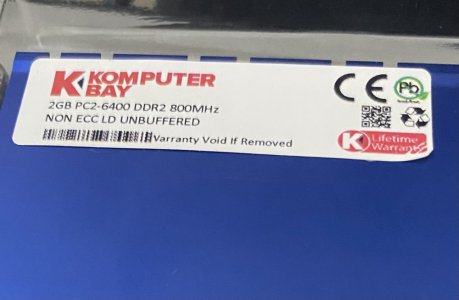 KOMPUTER
BAY
2GB PC2-6400 DDR2 800MHz
NON ECC LD UNBUFFERED
Warranty Void If Removed
CE
Pb
K Lifetime
Warranty